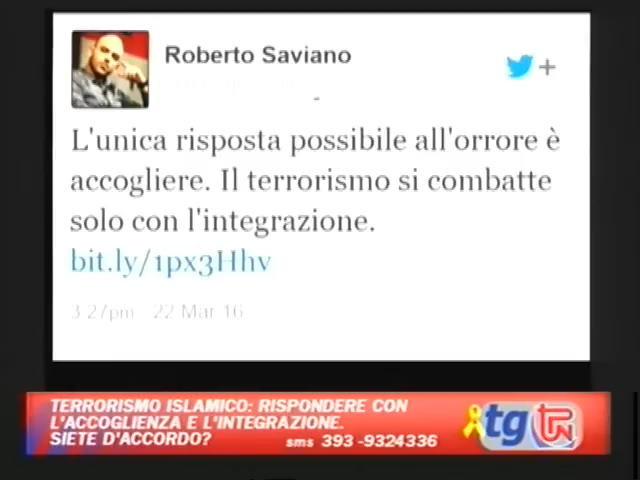 Roberto Saviano
L'unica risposta possibile all'orrore è
accogliere. Il terrorismo si combatte
solo con l'integrazione.
bit.ly/1px3Hhv
3:27pm 22 Mar 16
TERRORISMO ISLAMICO: RISPONDERE CON
L'ACCOGLIENZA E L'INTEGRAZIONE.
SIETE D'ACCORDO? sms 393 -9324336
tg TRN